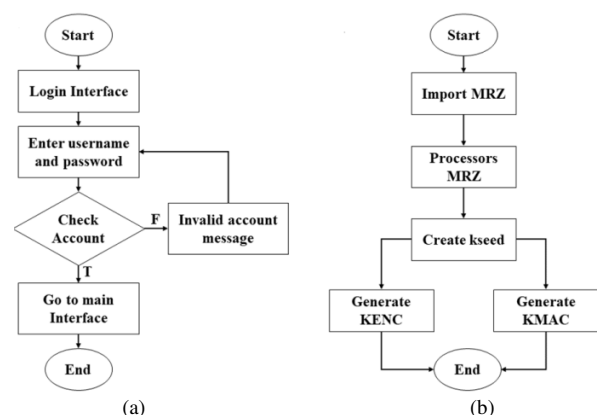 Start
Login Interface
Enter username
and password
Check
Account
F
Invalid account
message
T
Go to main
Interface
End
(a)
Start
Import MRZ
Processors
MRZ
Create kseed
Generate
KENC
Generate
KMAC
End
(b)